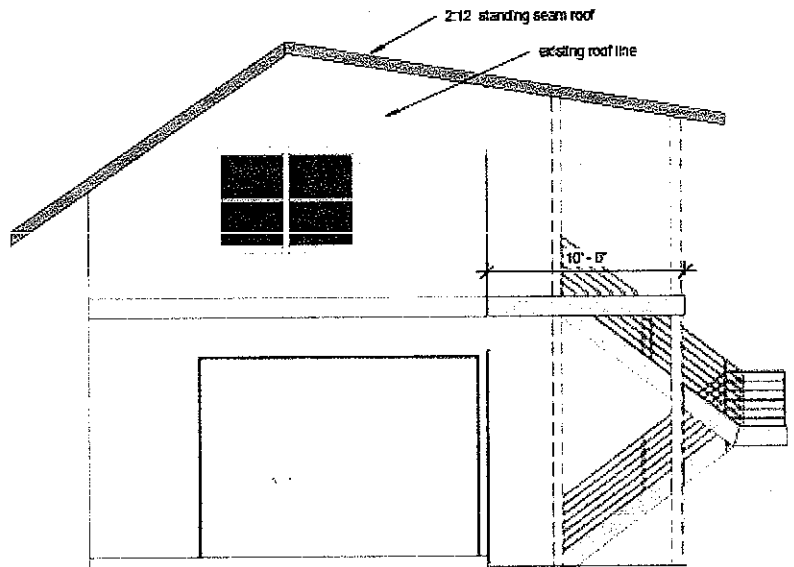 2:12 standing seam roof
existing roof line
10'-6"